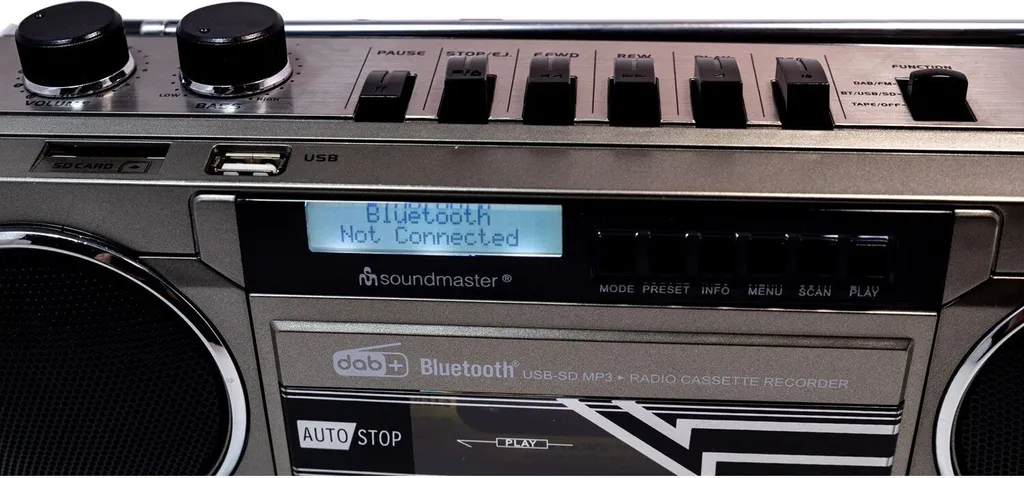 PAUSE
STOP/EJ.
F.FWD
REW
PLAY
FUNCTION
DAB/FM
BT/USB/SD
TAPE/OFF
VOLUME
LOW
BASS
HIGH
SD CARD
USB
Bluetooth
Bluetooth
Not Connected
soundmaster®
MODE
PRESET
INFO
MENU
SCAN
PLAY
dab+
Bluetooth®
USB-SD MP3 ▸ RADIO CASSETTE RECORDER
AUTO STOP
PLAY